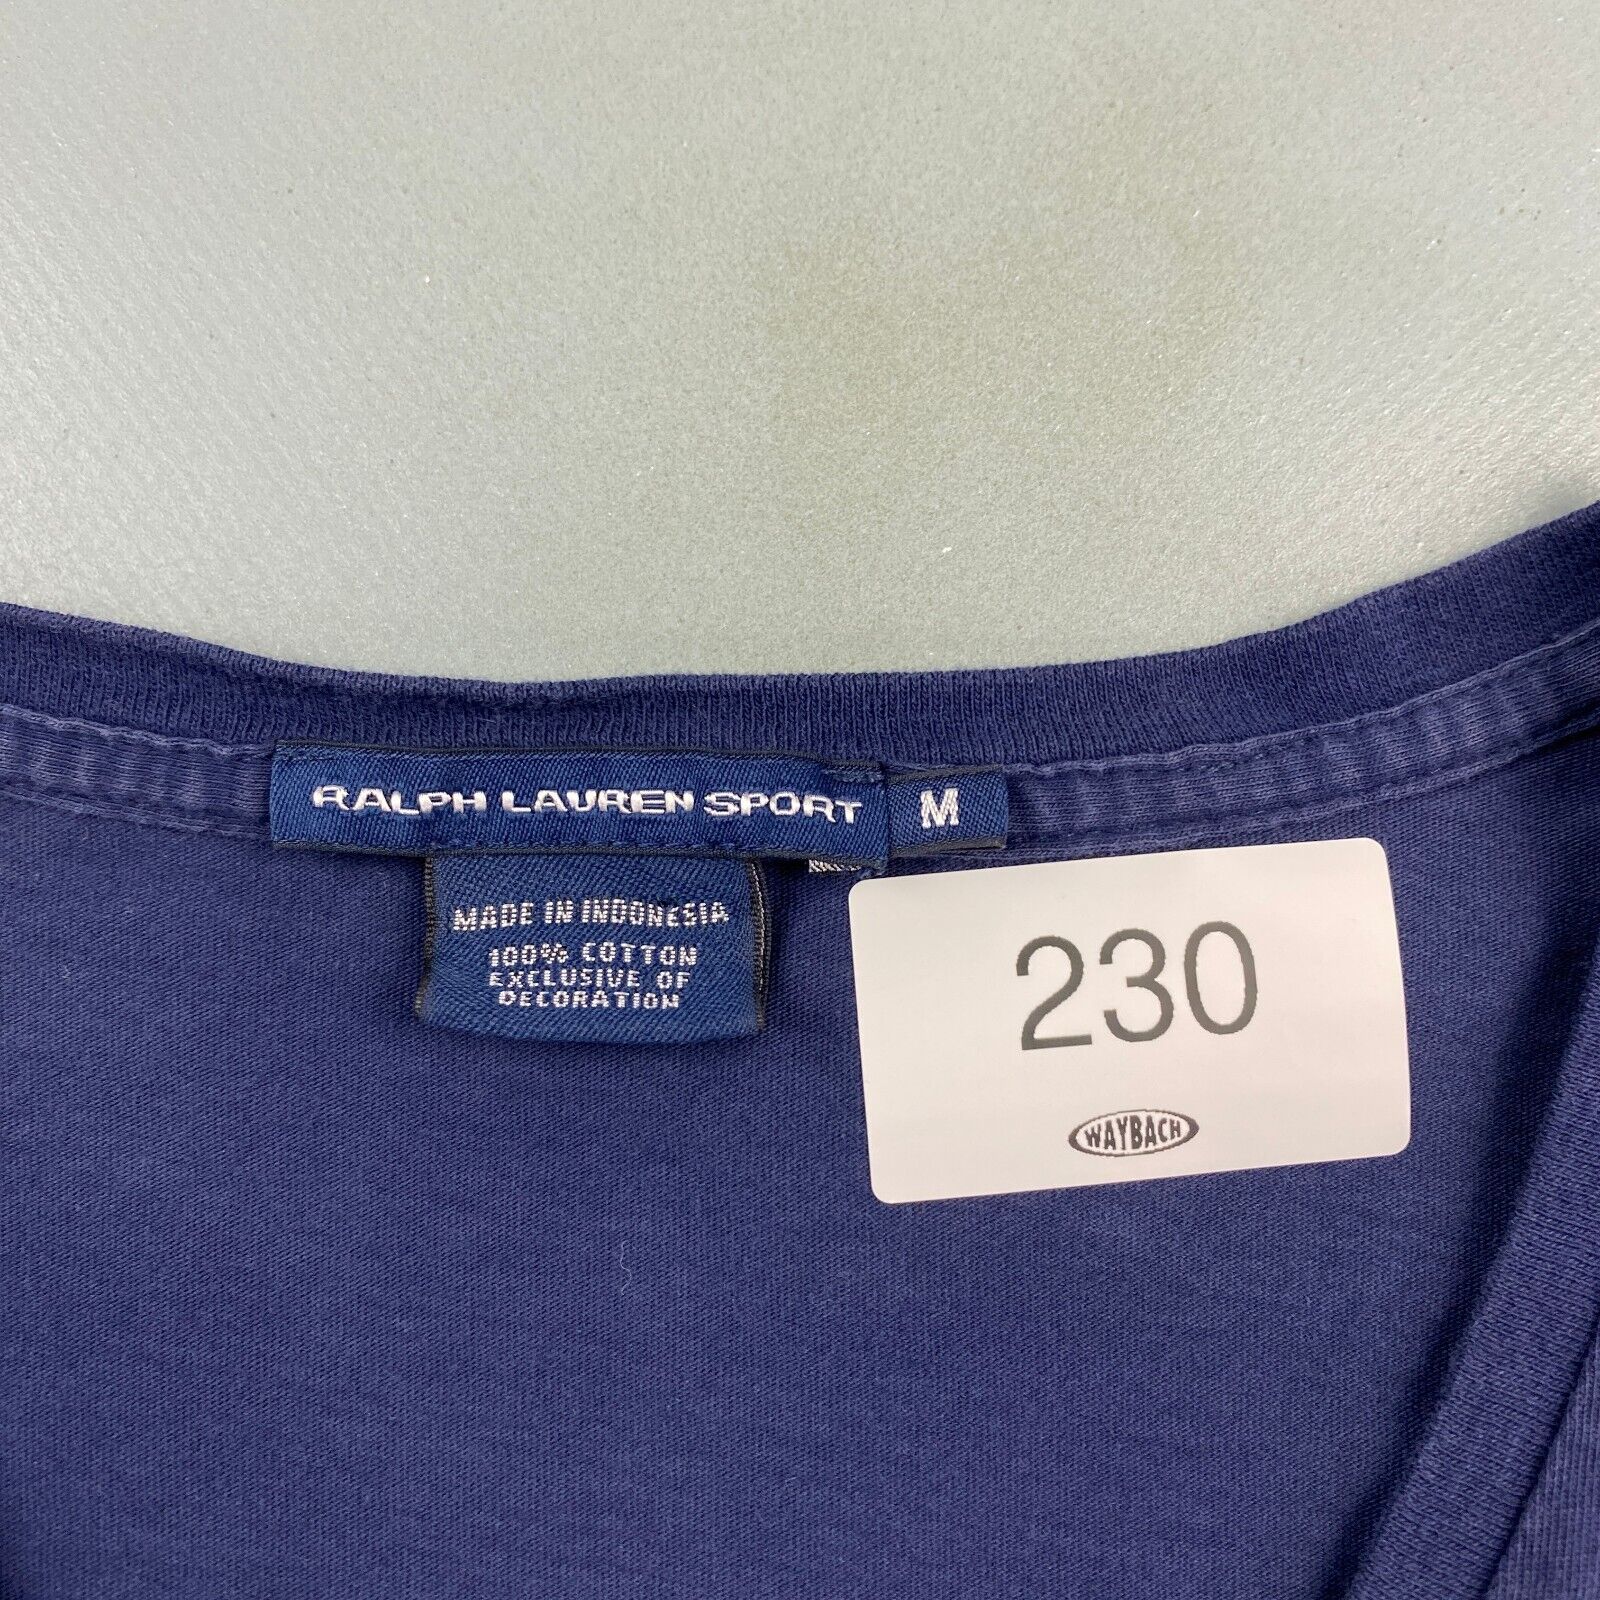 RALPH LAUREN SPORT
M
MADE IN INDONESIA
100% COTTON
EXCLUSIVE OF
DECORATION
230
WAYBACH